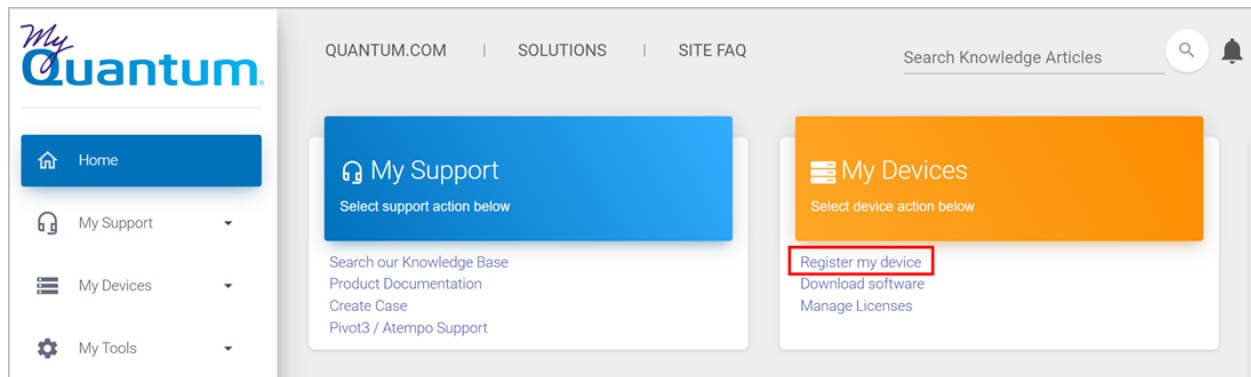 My
Quantum.
Home
My Support
My Devices
My Tools
QUANTUM.COM | SOLUTIONS | SITE FAQ
Search Knowledge Articles
My Support
Select support action below
Search our Knowledge Base
Product Documentation
Create Case
Pivot3 / Atempo Support
My Devices
Select device action below
Register my device
Download software
Manage Licenses